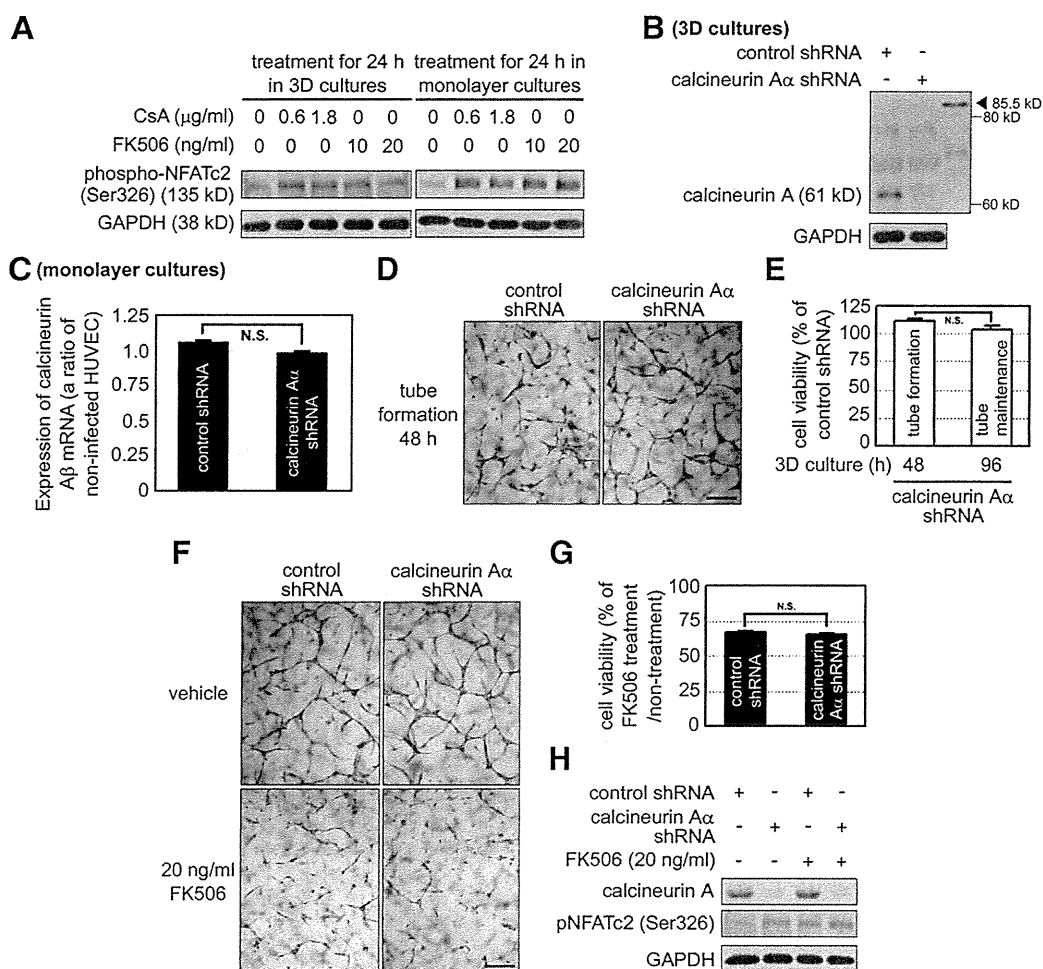 A
treatment for 24 h in 3D cultures
treatment for 24 h in monolayer cultures
CsA (μg/ml) 0 0.6 1.8 0 0 0 0.6 1.8 0 0
FK506 (ng/ml) 0 0 0 10 20 0 0 0 10 20
phospho-NFATc2
(Ser326) (135 kD)
GAPDH (38 kD)
B (3D cultures)
control shRNA + -
calcineurin Aα shRNA - +
◄ 85.5 kD
80 kD
calcineurin A (61 kD)
60 kD
GAPDH
C (monolayer cultures)
Expression of calcineurin
Aβ mRNA (a ratio of
non-infected HUVEC)
1.25
1.0
0.75
0.5
0.25
0
N.S.
control shRNA
calcineurin Aα
shRNA
D
control
shRNA
calcineurin Aα
shRNA
tube
formation
48 h
E
cell viability (% of
control shRNA)
125
100
75
50
25
0
N.S.
tube formation
tube
maintenance
3D culture (h) 48 96
calcineurin Aα
shRNA
F
control
shRNA
calcineurin Aα
shRNA
vehicle
20 ng/ml
FK506
G
cell viability (% of
FK506 treatment
/non-treatment)
100
75
50
25
0
N.S.
control
shRNA
calcineurin
Aα shRNA
H
control shRNA + - + -
calcineurin Aα
shRNA - + - +
FK506 (20 ng/ml) - - + +
calcineurin A
pNFATc2 (Ser326)
GAPDH